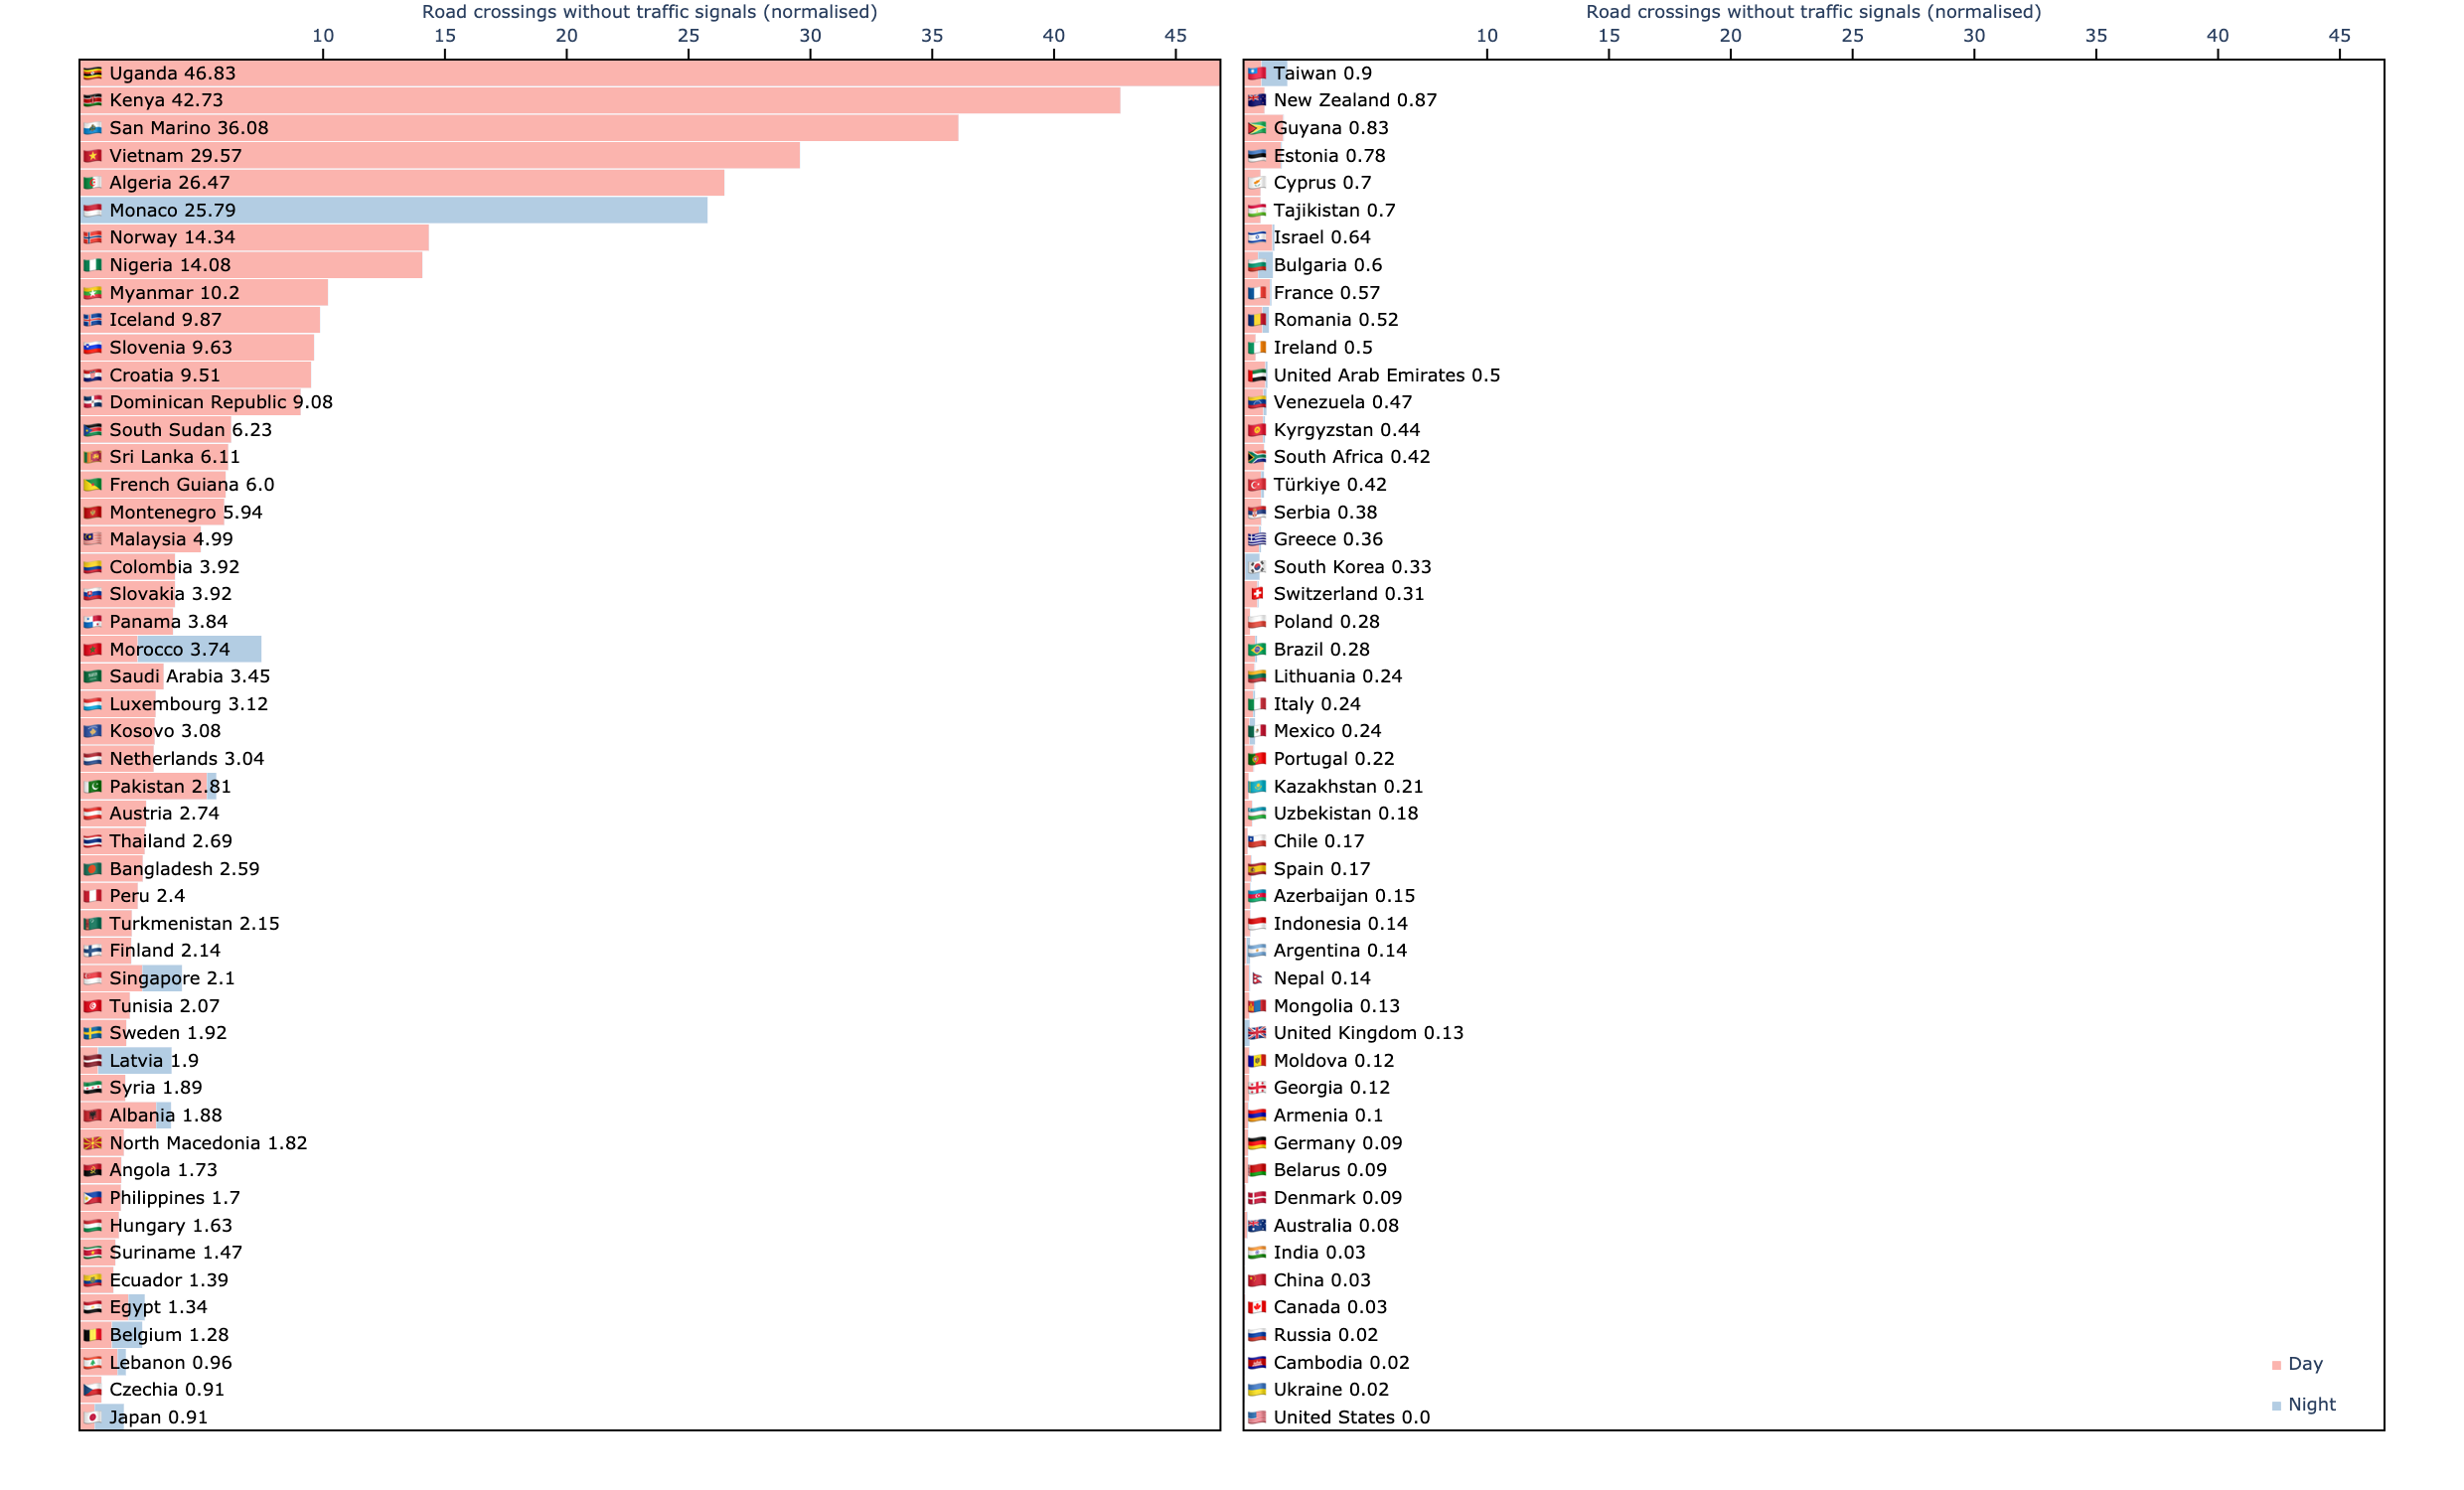 Road crossings without traffic signals (normalised)
10 15 20 25 30 35 40 45
Uganda 46.83
Kenya 42.73
San Marino 36.08
Vietnam 29.57
Algeria 26.47
Monaco 25.79
Norway 14.34
Nigeria 14.08
Myanmar 10.2
Iceland 9.87
Slovenia 9.63
Croatia 9.51
Dominican Republic 9.08
South Sudan 6.23
Sri Lanka 6.11
French Guiana 6.0
Montenegro 5.94
Malaysia 4.99
Colombia 3.92
Slovakia 3.92
Panama 3.84
Morocco 3.74
Saudi Arabia 3.45
Luxembourg 3.12
Kosovo 3.08
Netherlands 3.04
Pakistan 2.81
Austria 2.74
Thailand 2.69
Bangladesh 2.59
Peru 2.4
Turkmenistan 2.15
Finland 2.14
Singapore 2.1
Tunisia 2.07
Sweden 1.92
Latvia 1.9
Syria 1.89
Albania 1.88
North Macedonia 1.82
Angola 1.73
Philippines 1.7
Hungary 1.63
Suriname 1.47
Ecuador 1.39
Egypt 1.34
Belgium 1.28
Lebanon 0.96
Czechia 0.91
Japan 0.91
Road crossings without traffic signals (normalised)
10 15 20 25 30 35 40 45
Taiwan 0.9
New Zealand 0.87
Guyana 0.83
Estonia 0.78
Cyprus 0.7
Tajikistan 0.7
Israel 0.64
Bulgaria 0.6
France 0.57
Romania 0.52
Ireland 0.5
United Arab Emirates 0.5
Venezuela 0.47
Kyrgyzstan 0.44
South Africa 0.42
Türkiye 0.42
Serbia 0.38
Greece 0.36
South Korea 0.33
Switzerland 0.31
Poland 0.28
Brazil 0.28
Lithuania 0.24
Italy 0.24
Mexico 0.24
Portugal 0.22
Kazakhstan 0.21
Uzbekistan 0.18
Chile 0.17
Spain 0.17
Azerbaijan 0.15
Indonesia 0.14
Argentina 0.14
Nepal 0.14
Mongolia 0.13
United Kingdom 0.13
Moldova 0.12
Georgia 0.12
Armenia 0.1
Germany 0.09
Belarus 0.09
Denmark 0.09
Australia 0.08
India 0.03
China 0.03
Canada 0.03
Russia 0.02
Cambodia 0.02
Ukraine 0.02
United States 0.0
Day
Night